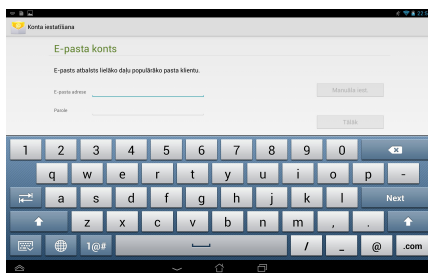 Konta iestatīšana
E-pasta konts
E-pasts atbalsta lielāko daļu populārāko pasta klientu.
E-pasta adrese
Manuāla iest.
Parole
Tālāk
1 2 3 4 5 6 7 8 9 0
q w e r t y u i o p -
a s d f g h j k l Next
z x c v b n m , .
1@# / _ @ .com